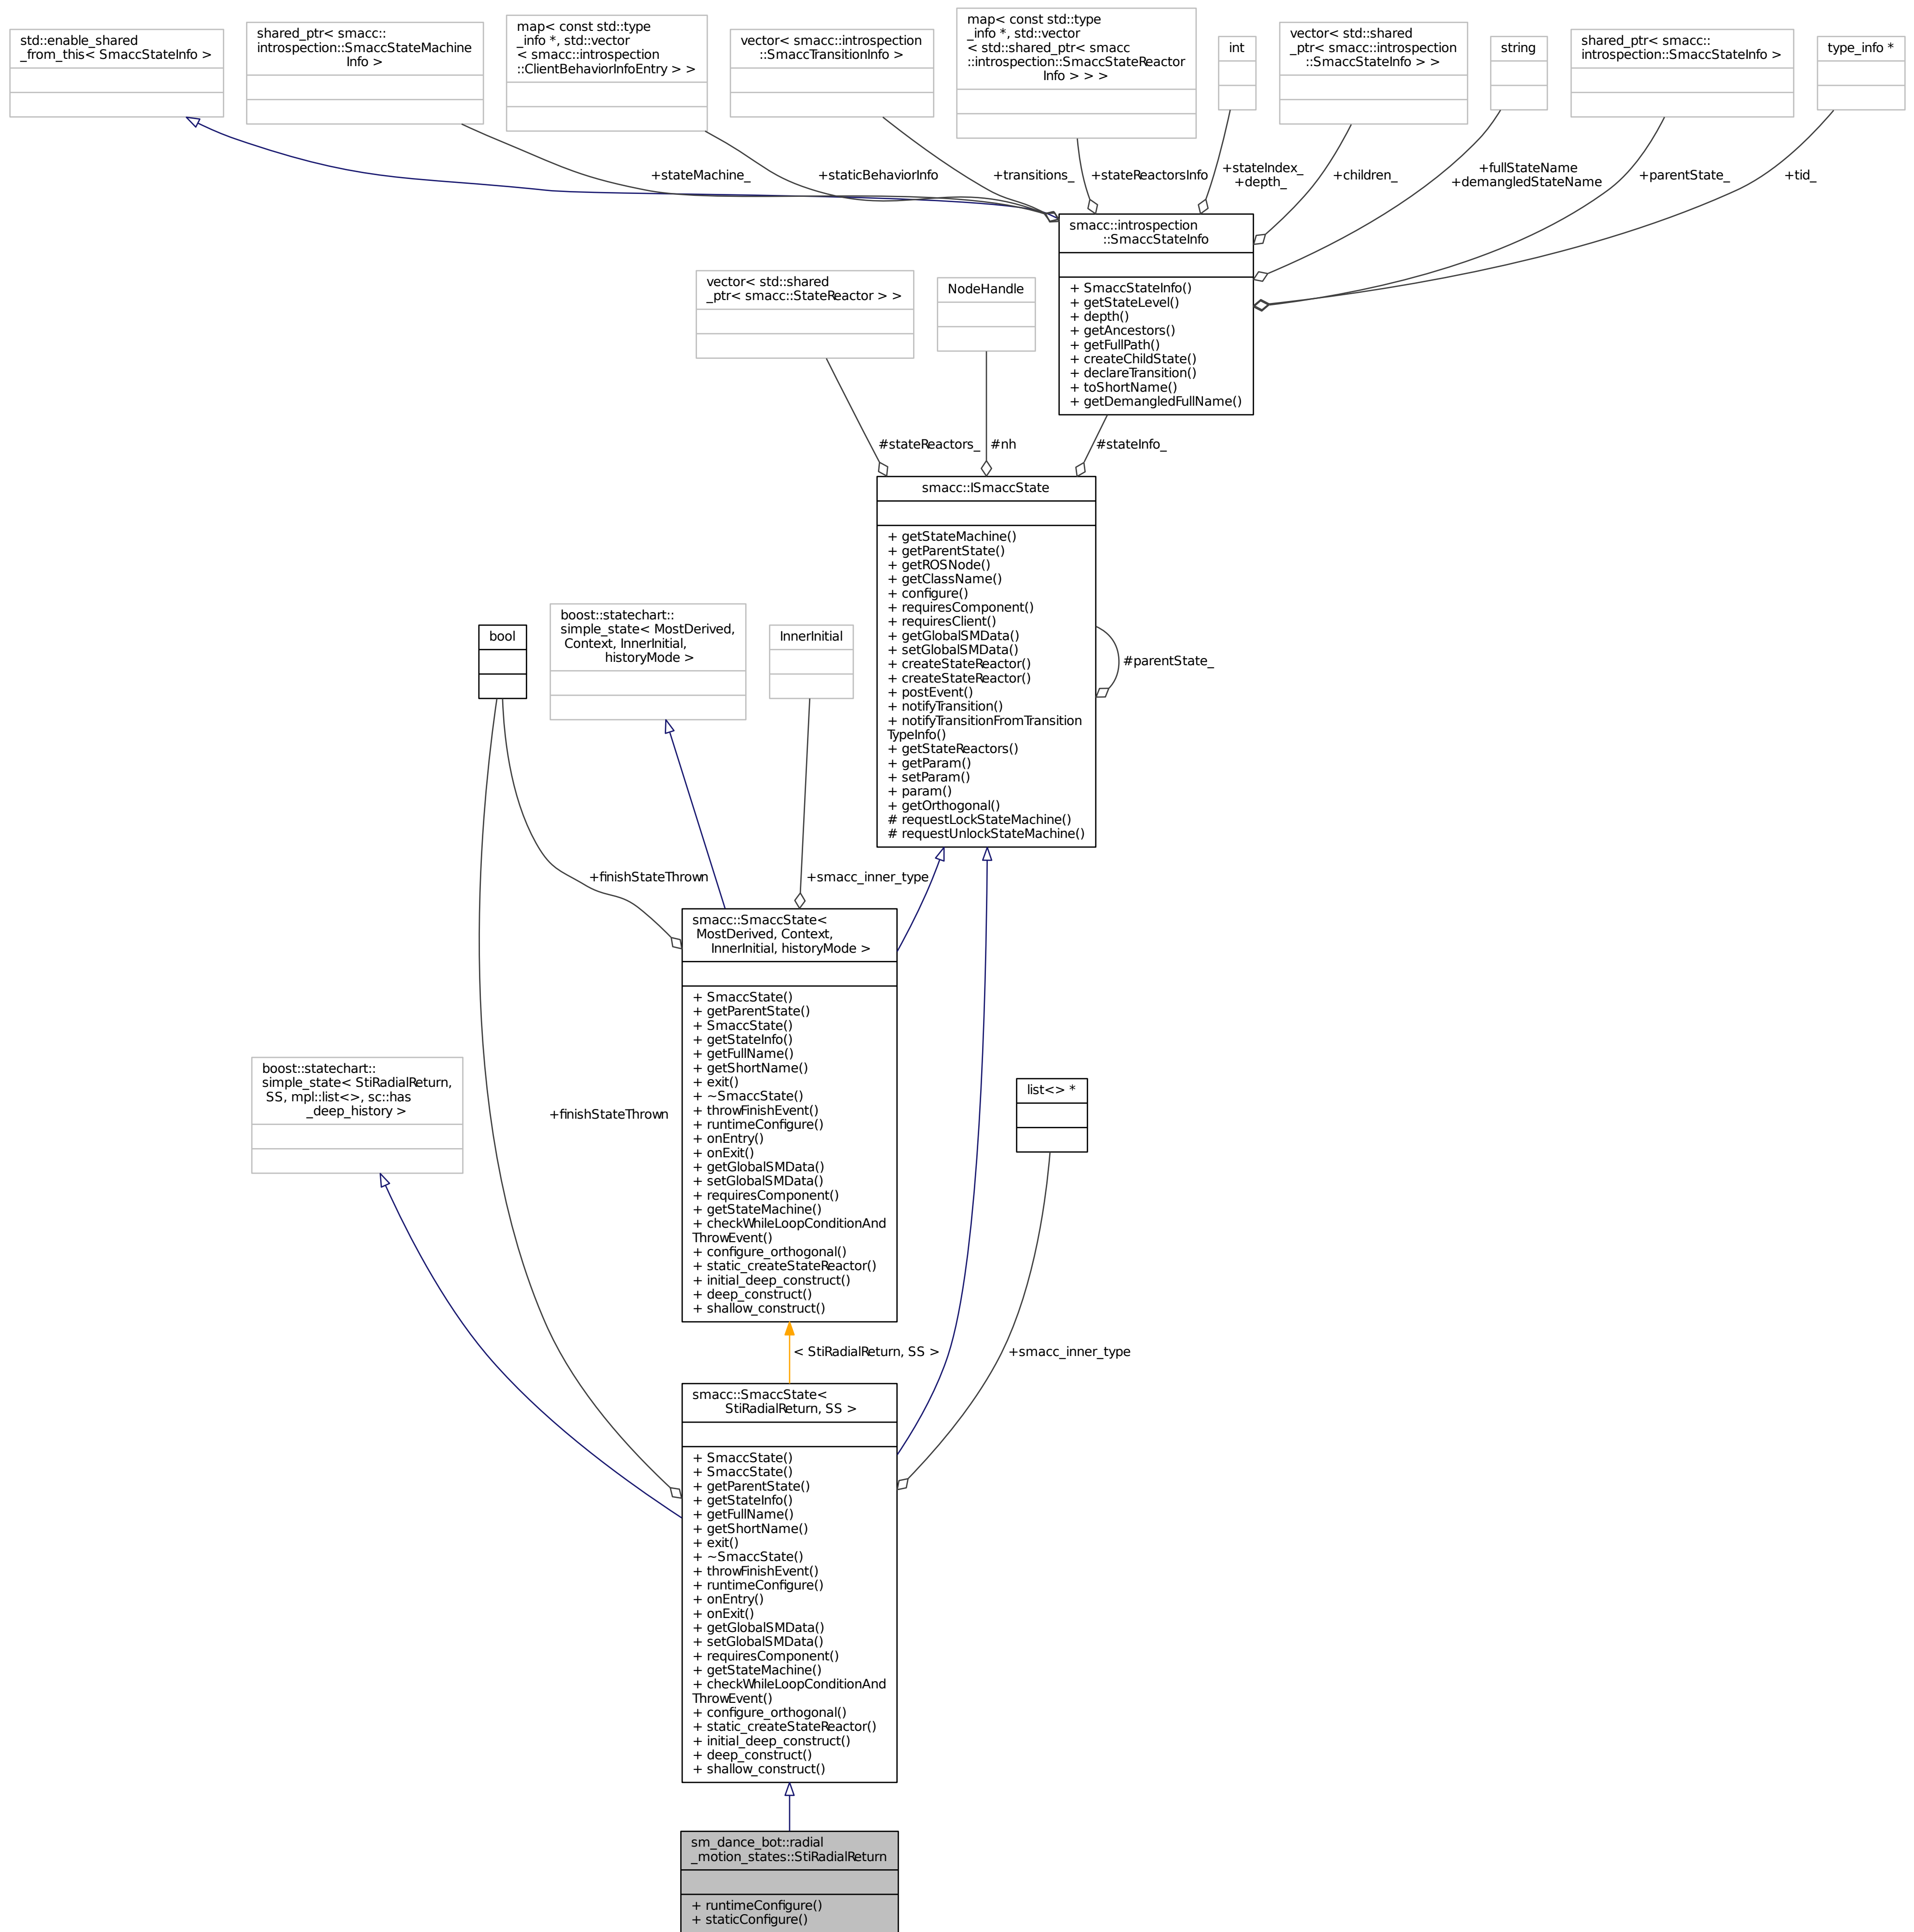 std::enable_shared
_from_this< SmaccStateInfo >
shared_ptr< smacc::
introspection::SmaccStateMachine
Info >
map< const std::type
_info *, std::vector
< smacc::introspection
::ClientBehaviorInfoEntry > >
vector< smacc::introspection
::SmaccTransitionInfo >
map< const std::type
_info *, std::vector
< std::shared_ptr< smacc
::introspection::SmaccStateReactor
Info > > >
int
vector< std::shared
_ptr< smacc::introspection
::SmaccStateInfo > >
string
shared_ptr< smacc::
introspection::SmaccStateInfo >
type_info *
+stateMachine_
+staticBehaviorInfo
+transitions_
+stateReactorsInfo
+stateIndex_
+depth_
+children_
+fullStateName
+demangledStateName
+parentState_
+tid_
smacc::introspection
::SmaccStateInfo
+ SmaccStateInfo()
+ getStateLevel()
+ depth()
+ getAncestors()
+ getFullPath()
+ createChildState()
+ declareTransition()
+ toShortName()
+ getDemangledFullName()
vector< std::shared
_ptr< smacc::StateReactor > >
NodeHandle
#stateReactors_
#nh
#stateInfo_
smacc::ISmaccState
+ getStateMachine()
+ getParentState()
+ getROSNode()
+ getClassName()
+ configure()
+ requiresComponent()
+ requiresClient()
+ getGlobalSMData()
+ setGlobalSMData()
+ createStateReactor()
+ createStateReactor()
+ postEvent()
+ notifyTransition()
+ notifyTransitionFromTransition
TypeInfo()
+ getStateReactors()
+ getParam()
+ setParam()
+ param()
+ getOrthogonal()
# requestLockStateMachine()
# requestUnlockStateMachine()
#parentState_
bool
boost::statechart::
simple_state< MostDerived,
Context, InnerInitial,
historyMode >
InnerInitial
+finishStateThrown
+smacc_inner_type
smacc::SmaccState<
MostDerived, Context,
InnerInitial, historyMode >
+ SmaccState()
+ getParentState()
+ SmaccState()
+ getStateInfo()
+ getFullName()
+ getShortName()
+ exit()
+ ~SmaccState()
+ throwFinishEvent()
+ runtimeConfigure()
+ onEntry()
+ onExit()
+ getGlobalSMData()
+ setGlobalSMData()
+ requiresComponent()
+ getStateMachine()
+ checkWhileLoopConditionAnd
ThrowEvent()
+ configure_orthogonal()
+ static_createStateReactor()
+ initial_deep_construct()
+ deep_construct()
+ shallow_construct()
boost::statechart::
simple_state< StiRadialReturn,
SS, mpl::list<>, sc::has
_deep_history >
+finishStateThrown
list<> *
< StiRadialReturn, SS >
+smacc_inner_type
smacc::SmaccState<
StiRadialReturn, SS >
+ SmaccState()
+ SmaccState()
+ getParentState()
+ getStateInfo()
+ getFullName()
+ getShortName()
+ exit()
+ ~SmaccState()
+ throwFinishEvent()
+ runtimeConfigure()
+ onEntry()
+ onExit()
+ getGlobalSMData()
+ setGlobalSMData()
+ requiresComponent()
+ getStateMachine()
+ checkWhileLoopConditionAnd
ThrowEvent()
+ configure_orthogonal()
+ static_createStateReactor()
+ initial_deep_construct()
+ deep_construct()
+ shallow_construct()
sm_dance_bot::radial
_motion_states::StiRadialReturn
+ runtimeConfigure()
+ staticConfigure()